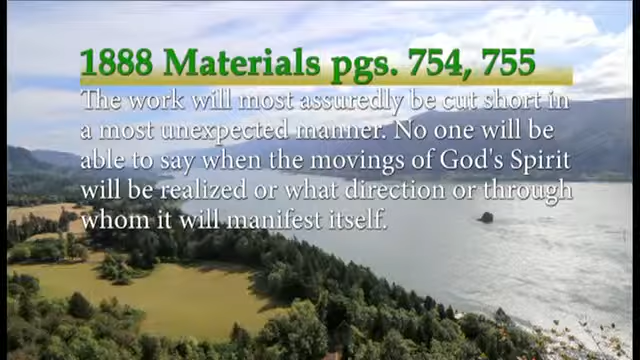 1888 Materials pgs. 754, 755
The work will most assuredly be cut short in
a most unexpected manner. No one will be
able to say when the movings of God's Spirit
will be realized or what direction or through
whom it will manifest itself.